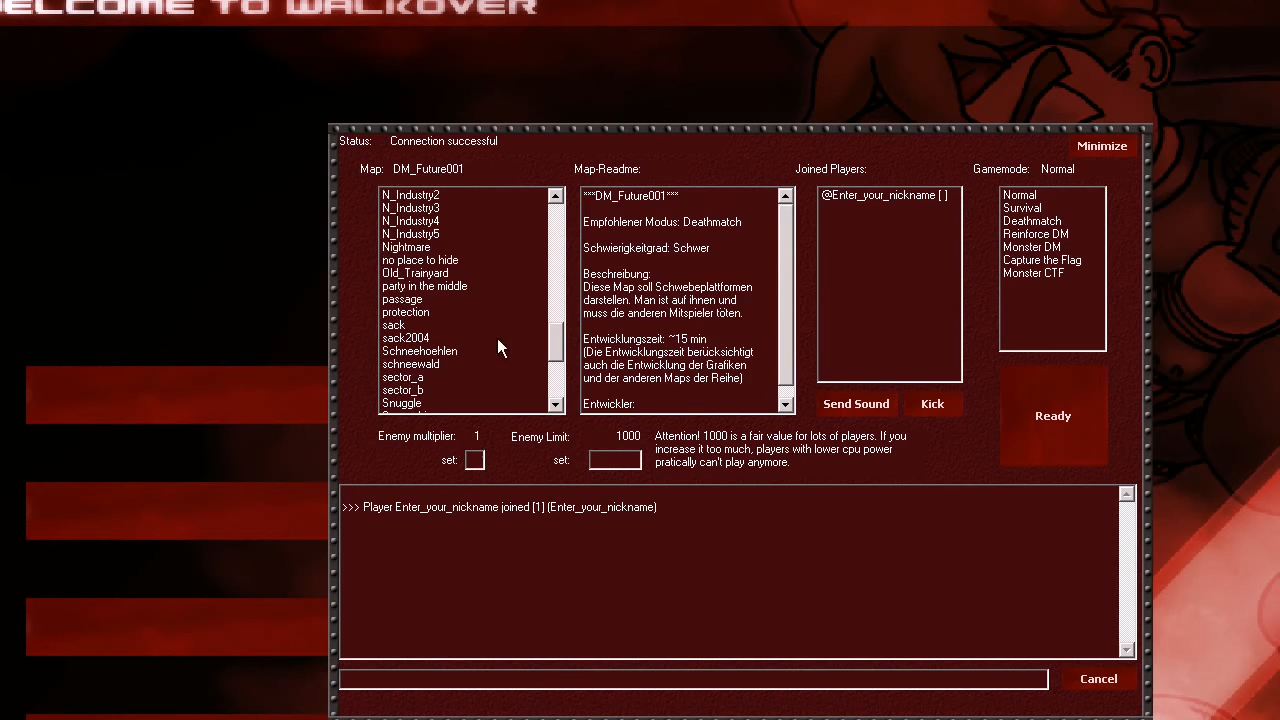 ELCOME TO WALKOVER
Status: Connection successful
Minimize
Map: DM_Future001
Map-Readme:
Joined Players:
Gamemode: Normal
N_Industry2
N_Industry3
N_Industry4
N_Industry5
Nightmare
no place to hide
Old_Trainyard
party in the middle
passage
protection
sack
sack2004
Schneehoehlen
schneewald
sector_a
sector_b
Snuggle
***DM_Future001***
Empfohlener Modus: Deathmatch
Schwierigkeitgrad: Schwer
Beschreibung:
Diese Map soll Schwebeplattformen
darstellen. Man ist auf ihnen und
muss die anderen Mitspieler töten.
Entwicklungszeit: ~15 min
(Die Entwicklungszeit berücksichtigt
auch die Entwicklung der Grafiken
und der anderen Maps der Reihe)
Entwickler:
@Enter_your_nickname [ ]
Send Sound
Kick
Normal
Survival
Deathmatch
Reinforce DM
Monster DM
Capture the Flag
Monster CTF
Ready
Enemy multiplier: 1
set:
Enemy Limit: 1000
set:
Attention! 1000 is a fair value for lots of players. If you
increase it too much, players with lower cpu power
pratically can't play anymore.
>>> Player Enter_your_nickname joined [1] (Enter_your_nickname)
Cancel